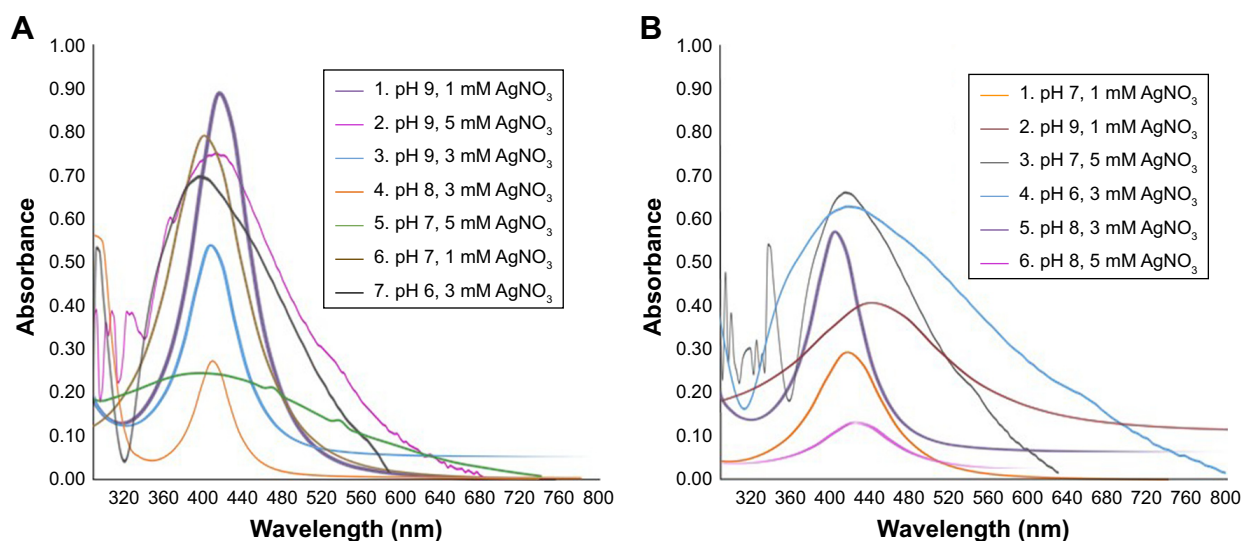 A
Absorbance
1.00
0.90
0.80
0.70
0.60
0.50
0.40
0.30
0.20
0.10
0.00
320 360 400 440 480 520 560 600 640 680 720 760 800
Wavelength (nm)
1. pH 9, 1 mM AgNO₃
2. pH 9, 5 mM AgNO₃
3. pH 9, 3 mM AgNO₃
4. pH 8, 3 mM AgNO₃
5. pH 7, 5 mM AgNO₃
6. pH 7, 1 mM AgNO₃
7. pH 6, 3 mM AgNO₃
B
Absorbance
1.00
0.90
0.80
0.70
0.60
0.50
0.40
0.30
0.20
0.10
0.00
320 360 400 440 480 520 560 600 640 680 720 760 800
Wavelength (nm)
1. pH 7, 1 mM AgNO₃
2. pH 9, 1 mM AgNO₃
3. pH 7, 5 mM AgNO₃
4. pH 6, 3 mM AgNO₃
5. pH 8, 3 mM AgNO₃
6. pH 8, 5 mM AgNO₃